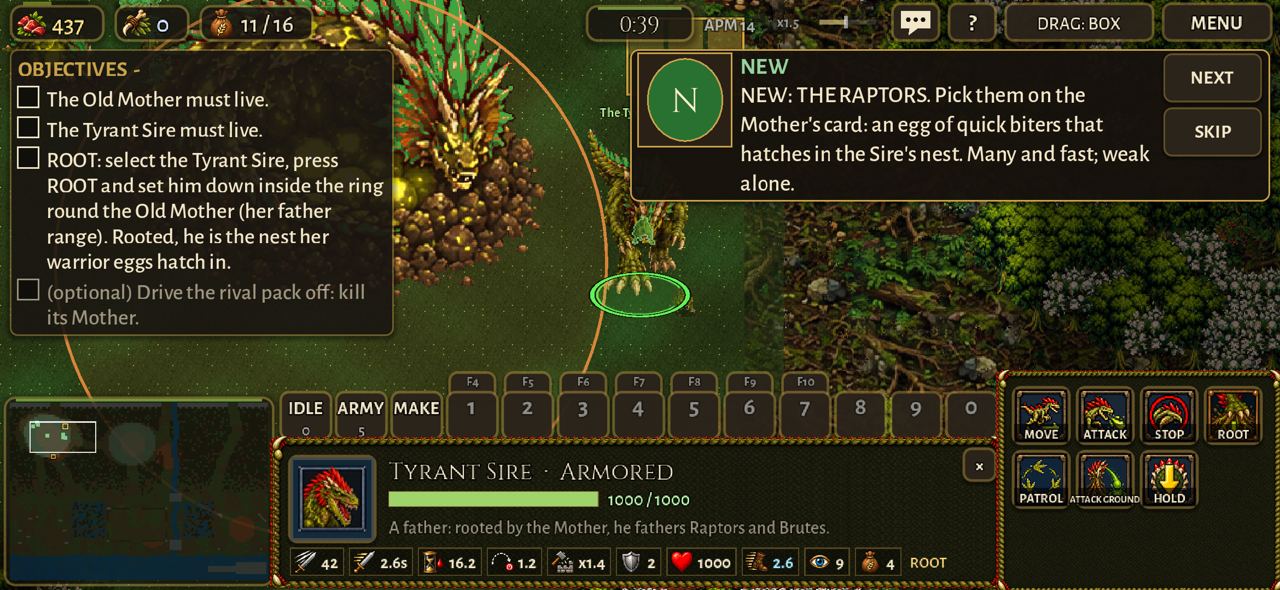 437
0
11 / 16
0:39
APM 14
x1.5
?
DRAG: BOX
MENU
OBJECTIVES -
The Old Mother must live.
The Tyrant Sire must live.
ROOT: select the Tyrant Sire, press
ROOT and set him down inside the ring
round the Old Mother (her father
range). Rooted, he is the nest her
warrior eggs hatch in.
(optional) Drive the rival pack off: kill
its Mother.
The Ty
N
NEW
NEW: THE RAPTORS. Pick them on the
Mother's card: an egg of quick biters that
hatches in the Sire's nest. Many and fast; weak
alone.
NEXT
SKIP
IDLE
0
ARMY
5
MAKE
F4
1
F5
2
F6
3
F7
4
F8
5
F9
6
F10
7
8
9
0
TYRANT SIRE · ARMORED
1000 / 1000
A father: rooted by the Mother, he fathers Raptors and Brutes.
42
2.6s
16.2
1.2
x1.4
2
1000
2.6
9
4
ROOT
×
MOVE
ATTACK
STOP
ROOT
PATROL
ATTACK GROUND
HOLD